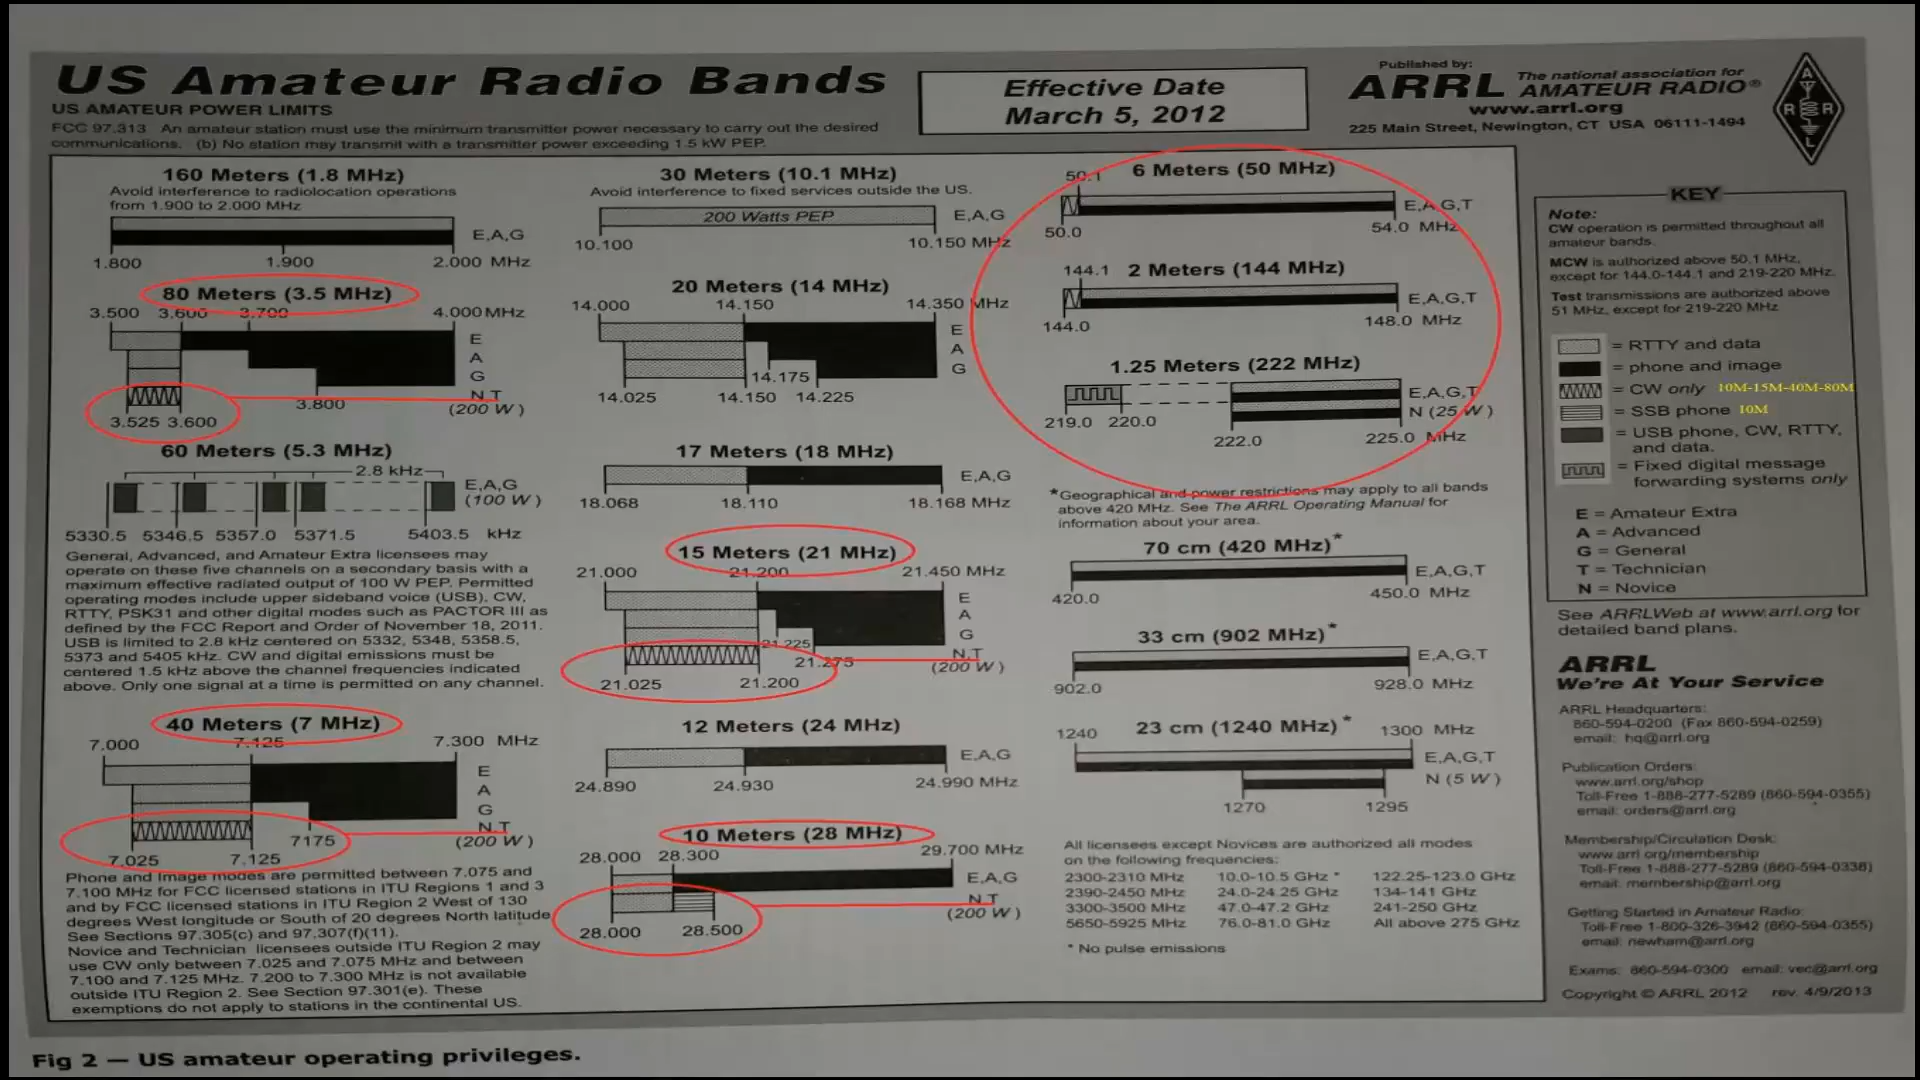 US Amateur Radio Bands
US AMATEUR POWER LIMITS
FCC 97.313 An amateur station must use the minimum transmitter power necessary to carry out the desired
communications. (b) No station may transmit with a transmitter power exceeding 1.5 kW PEP.
Effective Date
March 5, 2012
Published by:
ARRL The national association for
AMATEUR RADIO®
www.arrl.org
225 Main Street, Newington, CT USA 06111-1494
A
R R
L
160 Meters (1.8 MHz)
Avoid interference to radiolocation operations
from 1.900 to 2.000 MHz
E,A,G
1.800 1.900 2.000 MHz
80 Meters (3.5 MHz)
3.500 3.600 3.700 4.000 MHz
E
A
G
N,T
(200 W)
3.800
3.525 3.600
60 Meters (5.3 MHz)
2.8 kHz
E,A,G
(100 W)
5330.5 5346.5 5357.0 5371.5 5403.5 kHz
General, Advanced, and Amateur Extra licensees may
operate on these five channels on a secondary basis with a
maximum effective radiated output of 100 W PEP. Permitted
operating modes include upper sideband voice (USB), CW,
RTTY, PSK31 and other digital modes such as PACTOR III as
defined by the FCC Report and Order of November 18, 2011.
USB is limited to 2.8 kHz centered on 5332, 5348, 5358.5,
5373 and 5405 kHz. CW and digital emissions must be
centered 1.5 kHz above the channel frequencies indicated
above. Only one signal at a time is permitted on any channel.
40 Meters (7 MHz)
7.000 7.125 7.300 MHz
E
A
G
N,T
(200 W)
7175
7.025 7.125
Phone and Image modes are permitted between 7.075 and
7.100 MHz for FCC licensed stations in ITU Regions 1 and 3
and by FCC licensed stations in ITU Region 2 West of 130
degrees West longitude or South of 20 degrees North latitude.
See Sections 97.305(c) and 97.307(f)(11).
Novice and Technician licensees outside ITU Region 2 may
use CW only between 7.025 and 7.075 MHz and between
7.100 and 7.125 MHz. 7.200 to 7.300 MHz is not available
outside ITU Region 2. See Section 97.301(e). These
exemptions do not apply to stations in the continental US.
30 Meters (10.1 MHz)
Avoid interference to fixed services outside the US.
200 Watts PEP
E,A,G
10.100 10.150 MHz
20 Meters (14 MHz)
14.000 14.150 14.350 MHz
E
A
G
14.175
14.025 14.150 14.225
17 Meters (18 MHz)
E,A,G
18.068 18.110 18.168 MHz
15 Meters (21 MHz)
21.000 21.200 21.450 MHz
E
A
G
N,T
(200 W)
21.225
21.275
21.025 21.200
12 Meters (24 MHz)
E,A,G
24.890 24.930 24.990 MHz
10 Meters (28 MHz)
28.000 28.300 29.700 MHz
E,A,G
N,T
(200 W)
28.000 28.500
6 Meters (50 MHz)
50.1
E,A,G,T
50.0 54.0 MHz
144.1 2 Meters (144 MHz)
E,A,G,T
144.0 148.0 MHz
1.25 Meters (222 MHz)
E,A,G,T
N (25 W)
219.0 220.0
222.0 225.0 MHz
*Geographical and power restrictions may apply to all bands
above 420 MHz. See The ARRL Operating Manual for
information about your area.
70 cm (420 MHz)*
E,A,G,T
420.0 450.0 MHz
33 cm (902 MHz)*
E,A,G,T
902.0 928.0 MHz
23 cm (1240 MHz)*
1240 1300 MHz
E,A,G,T
N (5 W)
1270 1295
All licensees except Novices are authorized all modes
on the following frequencies:
2300-2310 MHz 10.0-10.5 GHz * 122.25-123.0 GHz
2390-2450 MHz 24.0-24.25 GHz 134-141 GHz
3300-3500 MHz 47.0-47.2 GHz 241-250 GHz
5650-5925 MHz 76.0-81.0 GHz All above 275 GHz
* No pulse emissions
KEY
Note:
CW operation is permitted throughout all
amateur bands.
MCW is authorized above 50.1 MHz,
except for 144.0-144.1 and 219-220 MHz.
Test transmissions are authorized above
51 MHz, except for 219-220 MHz
= RTTY and data
= phone and image
= CW only 10M-15M-40M-80M
= SSB phone 10M
= USB phone, CW, RTTY,
and data.
= Fixed digital message
forwarding systems only
E = Amateur Extra
A = Advanced
G = General
T = Technician
N = Novice
See ARRLWeb at www.arrl.org for
detailed band plans.
ARRL
We're At Your Service
ARRL Headquarters:
860-594-0200 (Fax 860-594-0259)
email: hq@arrl.org
Publication Orders:
www.arrl.org/shop
Toll-Free 1-888-277-5289 (860-594-0355)
email: orders@arrl.org
Membership/Circulation Desk:
www.arrl.org/membership
Toll-Free 1-888-277-5289 (860-594-0338)
email: membership@arrl.org
Getting Started in Amateur Radio:
Toll-Free 1-800-326-3942 (860-594-0355)
email: newham@arrl.org
Exams: 860-594-0300 email: vec@arrl.org
Copyright © ARRL 2012 rev. 4/9/2013
Fig 2 — US amateur operating privileges.